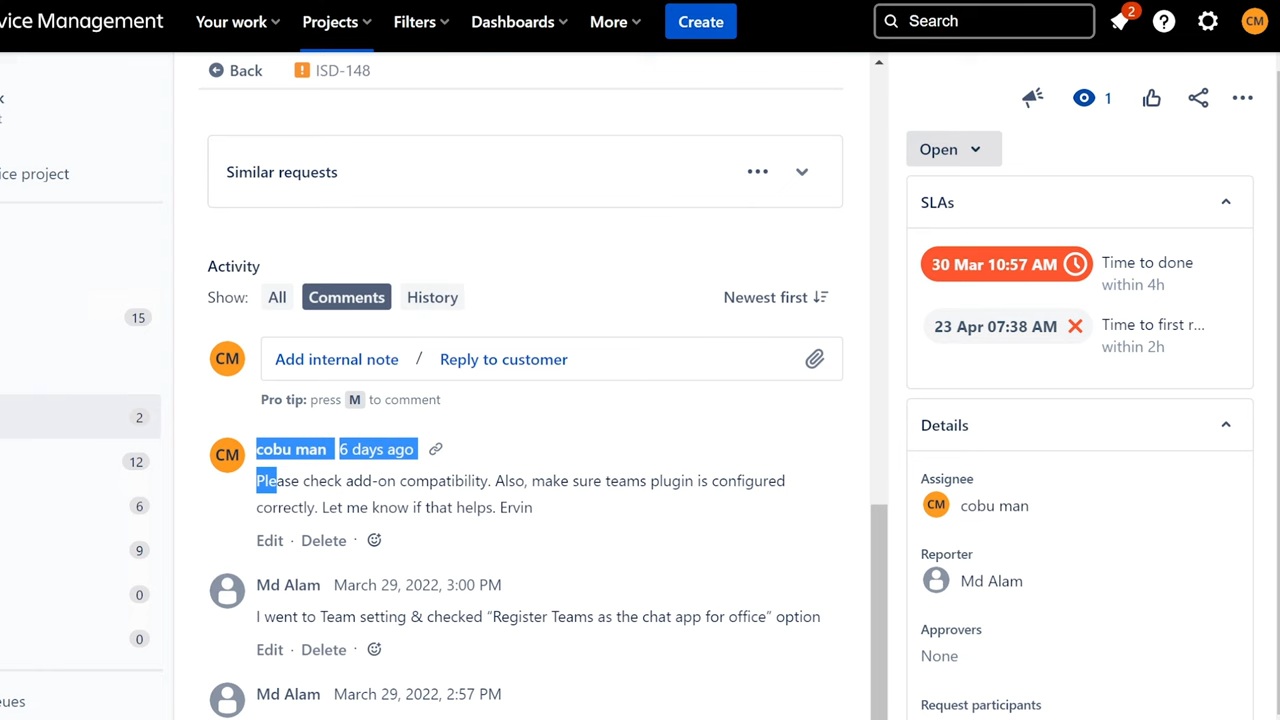 vice Management Your work Projects Filters Dashboards More Create Search 2 CM
Back ISD-148
ice project
15
2
12
6
9
0
0
ues
Similar requests
Activity
Show: All Comments History Newest first
CM Add internal note / Reply to customer
Pro tip: press M to comment
CM cobu man 6 days ago
Please check add-on compatibility. Also, make sure teams plugin is configured
correctly. Let me know if that helps. Ervin
Edit · Delete ·
Md Alam March 29, 2022, 3:00 PM
I went to Team setting & checked “Register Teams as the chat app for office” option
Edit · Delete ·
Md Alam March 29, 2022, 2:57 PM
1
Open
SLAs
30 Mar 10:57 AM Time to done
within 4h
23 Apr 07:38 AM Time to first r...
within 2h
Details
Assignee
CM cobu man
Reporter
Md Alam
Approvers
None
Request participants